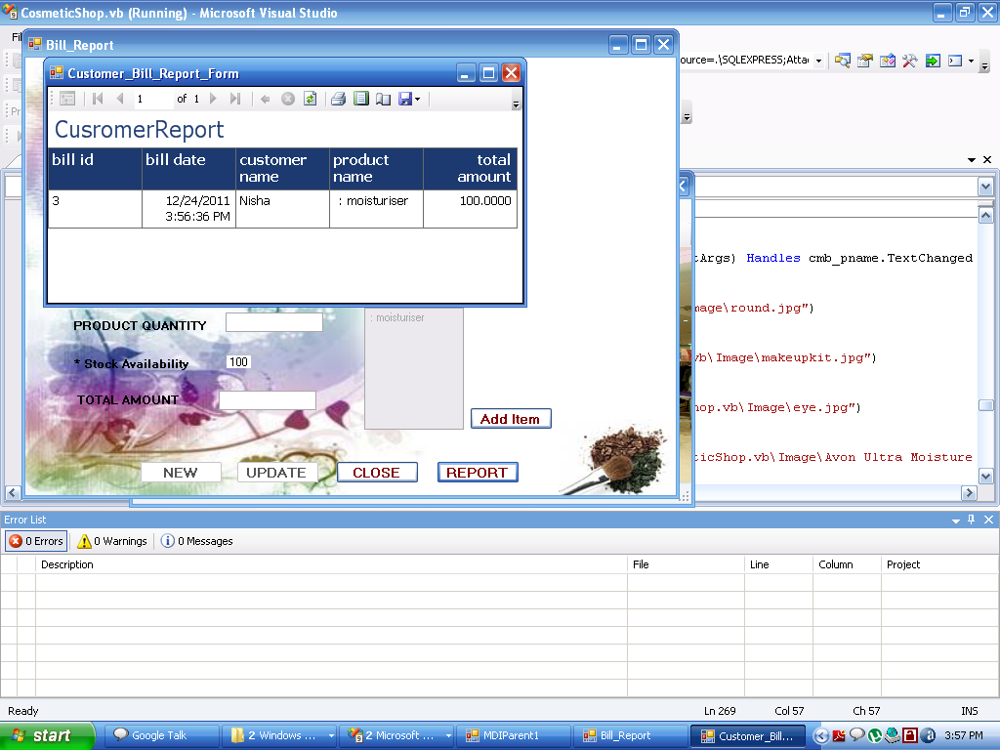 CosmeticShop.vb (Running) - Microsoft Visual Studio
Bill_Report
Customer_Bill_Report_Form
1 of 1
ource=.\SQLEXPRESS;Attac
CusromerReport
bill id bill date customer name product name total amount
3 12/24/2011 3:56:36 PM Nisha : moisturiser 100.0000
tArgs) Handles cmb_pname.TextChanged
mage\round.jpg")
vb\Image\makeupkit.jpg")
hop.vb\Image\eye.jpg")
ticShop.vb\Image\Avon Ultra Moisture
PRODUCT QUANTITY
: moisturiser
* Stock Availability 100
TOTAL AMOUNT
Add Item
NEW UPDATE CLOSE REPORT
Error List
0 Errors 0 Warnings 0 Messages
Description File Line Column Project
Ready Ln 269 Col 57 Ch 57 INS
start Google Talk 2 Windows ... 2 Microsoft ... MDIParent1 Bill_Report Customer_Bill... 3:57 PM